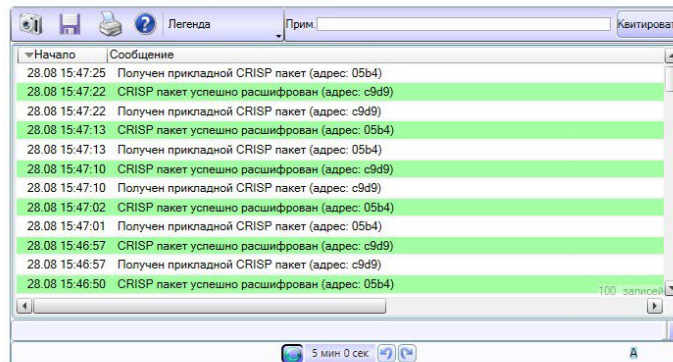 Легенда Прим. Квитироват
Начало Сообщение
28.08 15:47:25 Получен прикладной CRISP пакет (адрес: 05b4)
28.08 15:47:22 CRISP пакет успешно расшифрован (адрес: c9d9)
28.08 15:47:22 Получен прикладной CRISP пакет (адрес: c9d9)
28.08 15:47:13 CRISP пакет успешно расшифрован (адрес: 05b4)
28.08 15:47:13 Получен прикладной CRISP пакет (адрес: 05b4)
28.08 15:47:10 CRISP пакет успешно расшифрован (адрес: c9d9)
28.08 15:47:10 Получен прикладной CRISP пакет (адрес: c9d9)
28.08 15:47:02 CRISP пакет успешно расшифрован (адрес: 05b4)
28.08 15:47:01 Получен прикладной CRISP пакет (адрес: 05b4)
28.08 15:46:57 CRISP пакет успешно расшифрован (адрес: c9d9)
28.08 15:46:57 Получен прикладной CRISP пакет (адрес: c9d9)
28.08 15:46:50 CRISP пакет успешно расшифрован (адрес: 05b4)
100 записей
5 мин 0 сек A